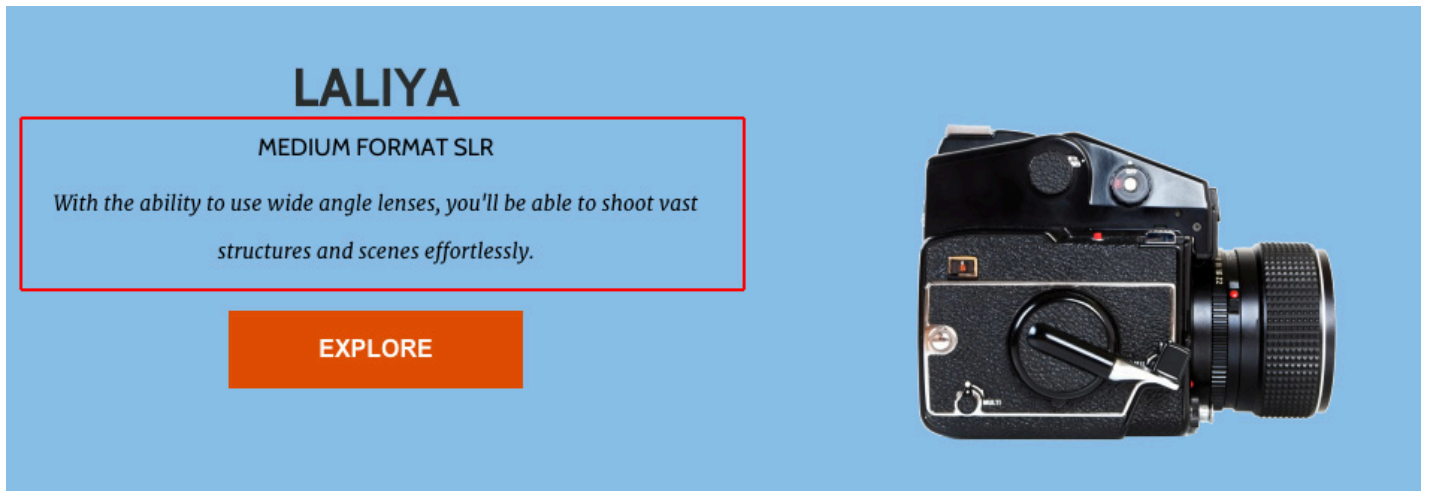 LALIYA
MEDIUM FORMAT SLR
With the ability to use wide angle lenses, you'll be able to shoot vast
structures and scenes effortlessly.
EXPLORE
MULTI